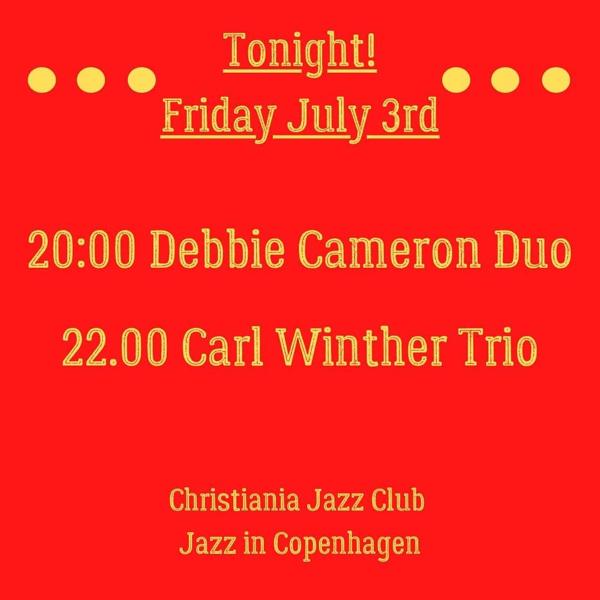 Tonight!
Friday July 3rd
20:00 Debbie Cameron Duo
22.00 Carl Winther Trio
Christiania Jazz Club
Jazz in Copenhagen